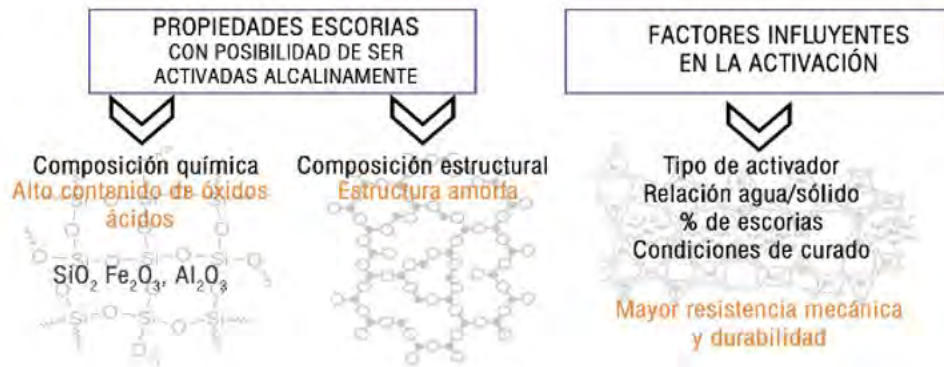 PROPIEDADES ESCORIAS
CON POSIBILIDAD DE SER
ACTIVADAS ALCALINAMENTE
Composición química
Alto contenido de óxidos
ácidos
SiO₂ Fe₂O₃, Al₂O₃
Composición estructural
Estructura amorfa
FACTORES INFLUYENTES
EN LA ACTIVACIÓN
Tipo de activador
Relación agua/sólido
% de escorias
Condiciones de curado
Mayor resistencia mecánica
y durabilidad